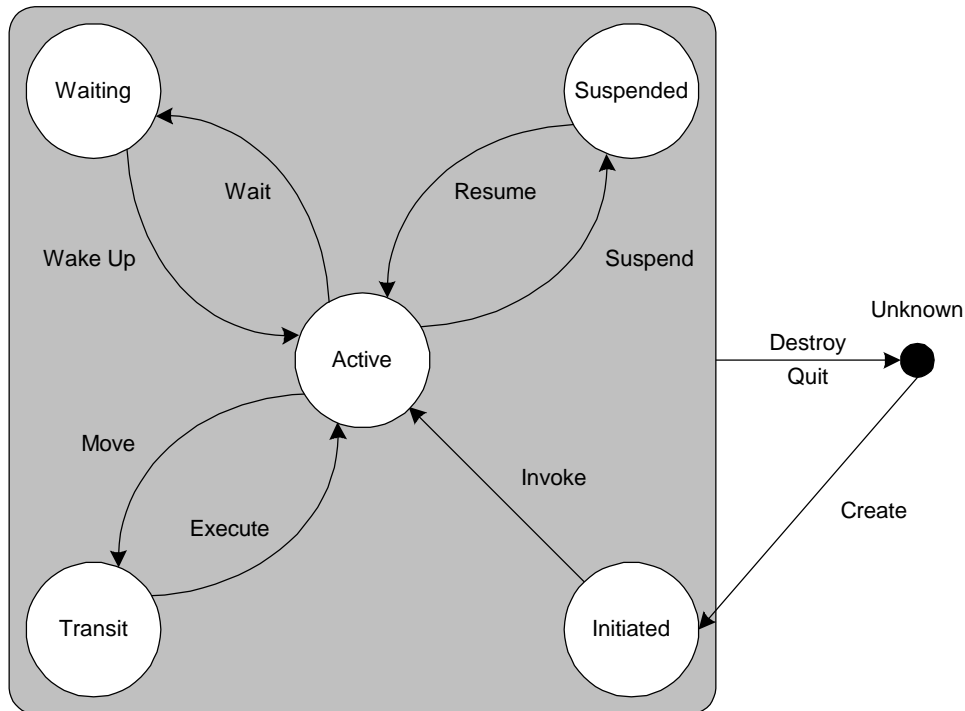 Waiting
Suspended
Wait
Resume
Wake Up
Suspend
Unknown
Destroy
Quit
Active
Move
Invoke
Execute
Create
Transit
Initiated